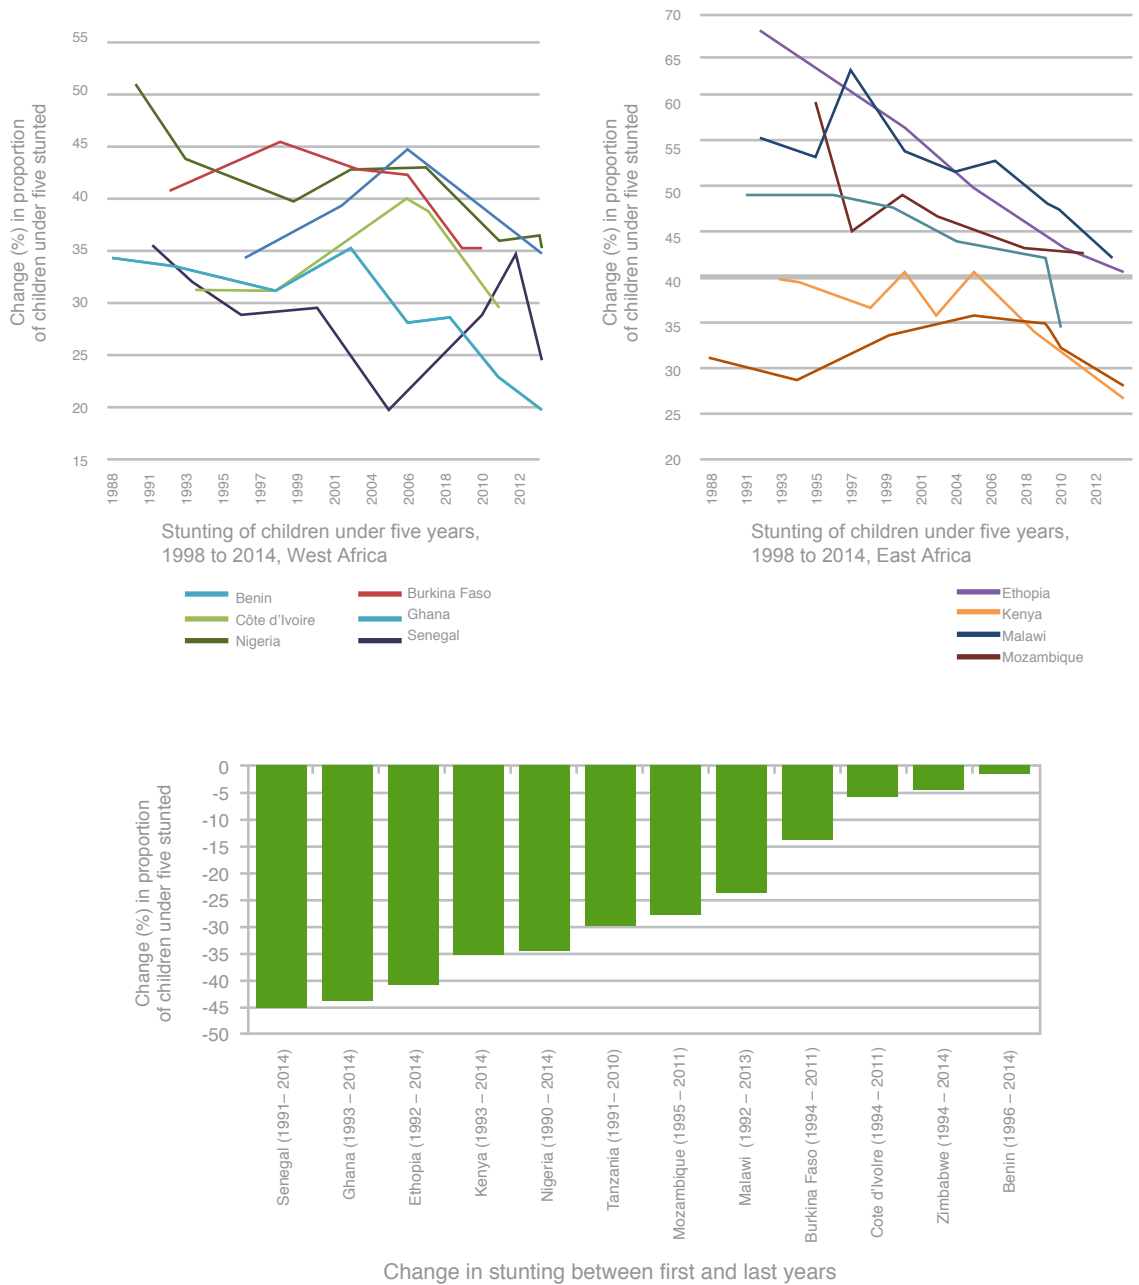 Change (%) in proportion
of children under five stunted
55
50
45
40
35
30
25
20
15
1988
1991
1993
1995
1997
1999
2001
2004
2006
2018
2010
2012
Stunting of children under five years,
1998 to 2014, West Africa
Benin
Côte d'Ivoire
Nigeria
Burkina Faso
Ghana
Senegal
Change (%) in proportion
of children under five stunted
70
65
60
55
50
45
40
35
30
25
20
1988
1991
1993
1995
1997
1999
2001
2004
2006
2018
2010
2012
Stunting of children under five years,
1998 to 2014, East Africa
Ethopia
Kenya
Malawi
Mozambique
Change (%) in proportion
of children under five stunted
0
-5
-10
-15
-20
-25
-30
-35
-40
-45
-50
Senegal (1991– 2014)
Ghana (1993 – 2014)
Ethopia (1992 – 2014)
Kenya (1993 – 2014)
Nigeria (1990 – 2014)
Tanzania (1991– 2010)
Mozambique (1995 – 2011)
Malawi (1992 – 2013)
Burkina Faso (1994 – 2011)
Cote d'Ivolre (1994 – 2011)
Zimbabwe (1994 – 2014)
Benin (1996 – 2014)
Change in stunting between first and last years